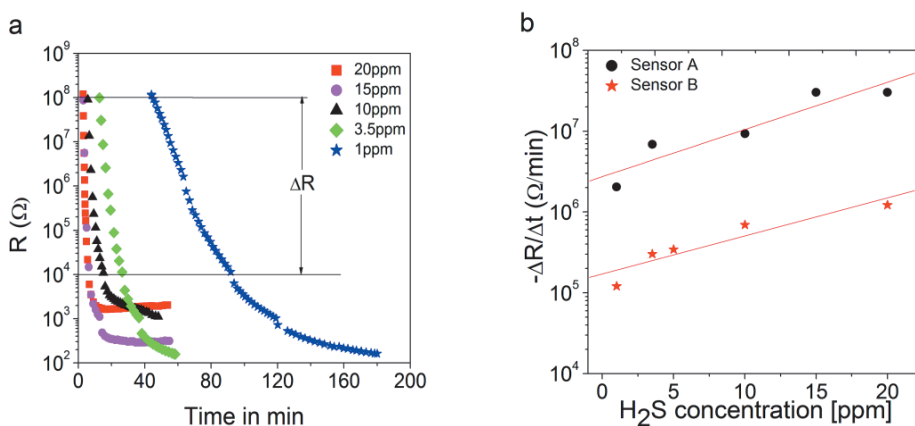 a
R (Ω)
10⁹
10⁸
10⁷
10⁶
10⁵
10⁴
10³
10²
20ppm
15ppm
10ppm
3.5ppm
1ppm
ΔR
0 40 80 120 160 200
Time in min
b
-ΔR/Δt (Ω/min)
10⁸
10⁷
10⁶
10⁵
10⁴
Sensor A
Sensor B
0 5 10 15 20
H₂S concentration [ppm]